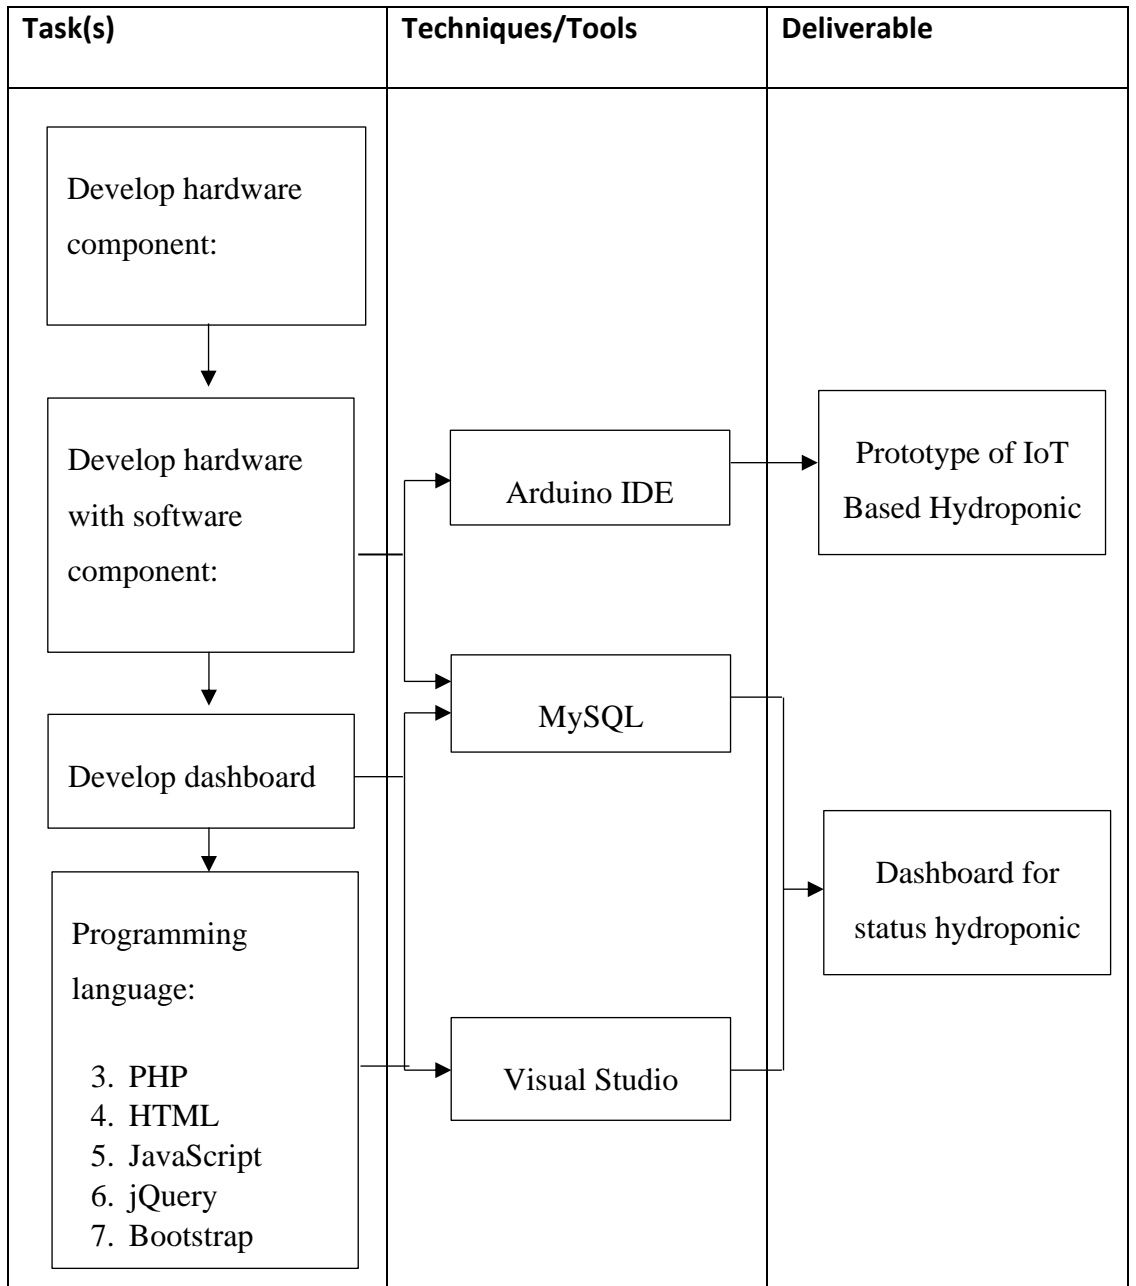 Task(s)
Techniques/Tools
Deliverable
Develop hardware
component:
Develop hardware
with software
component:
Develop dashboard
Programming
language:
3. PHP
4. HTML
5. JavaScript
6. jQuery
7. Bootstrap
Arduino IDE
MySQL
Visual Studio
Prototype of IoT
Based Hydroponic
Dashboard for
status hydroponic